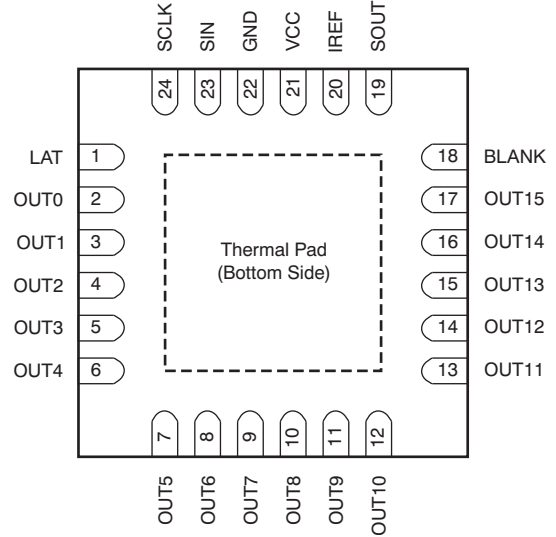 SCLK SIN GND VCC IREF SOUT
24 23 22 21 20 19
LAT 1 18 BLANK
OUT0 2 17 OUT15
OUT1 3 16 OUT14
Thermal Pad
(Bottom Side)
OUT2 4 15 OUT13
OUT3 5 14 OUT12
OUT4 6 13 OUT11
7 8 9 10 11 12
OUT5 OUT6 OUT7 OUT8 OUT9 OUT10